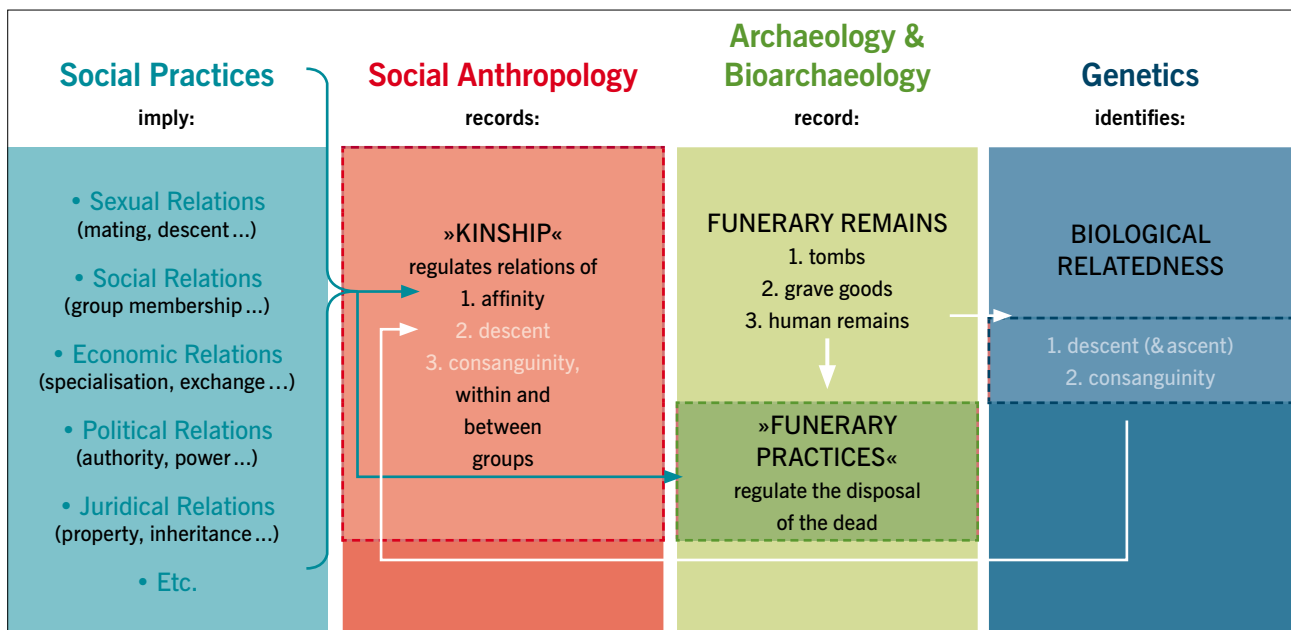 Social Practices
imply:
• Sexual Relations
(mating, descent ...)
• Social Relations
(group membership ...)
• Economic Relations
(specialisation, exchange ...)
• Political Relations
(authority, power ...)
• Juridical Relations
(property, inheritance ...)
• Etc.
Social Anthropology
records:
»KINSHIP«
regulates relations of
1. affinity
2. descent
3. consanguinity,
within and
between
groups
Archaeology &
Bioarchaeology
record:
FUNERARY REMAINS
1. tombs
2. grave goods
3. human remains
»FUNERARY
PRACTICES«
regulate the disposal
of the dead
Genetics
identifies:
BIOLOGICAL
RELATEDNESS
1. descent (& ascent)
2. consanguinity